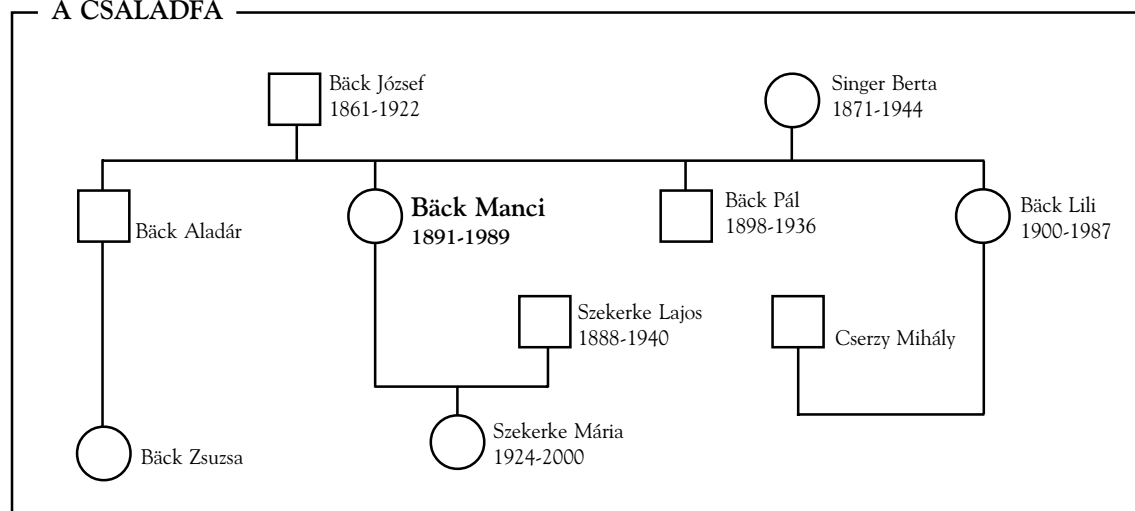 A CSALÁDFA
Bäck József
1861-1922
Singer Berta
1871-1944
Bäck Aladár
Bäck Manci
1891-1989
Bäck Pál
1898-1936
Bäck Lili
1900-1987
Szekerke Lajos
1888-1940
Cserzy Mihály
Bäck Zsuzsa
Szekerke Mária
1924-2000